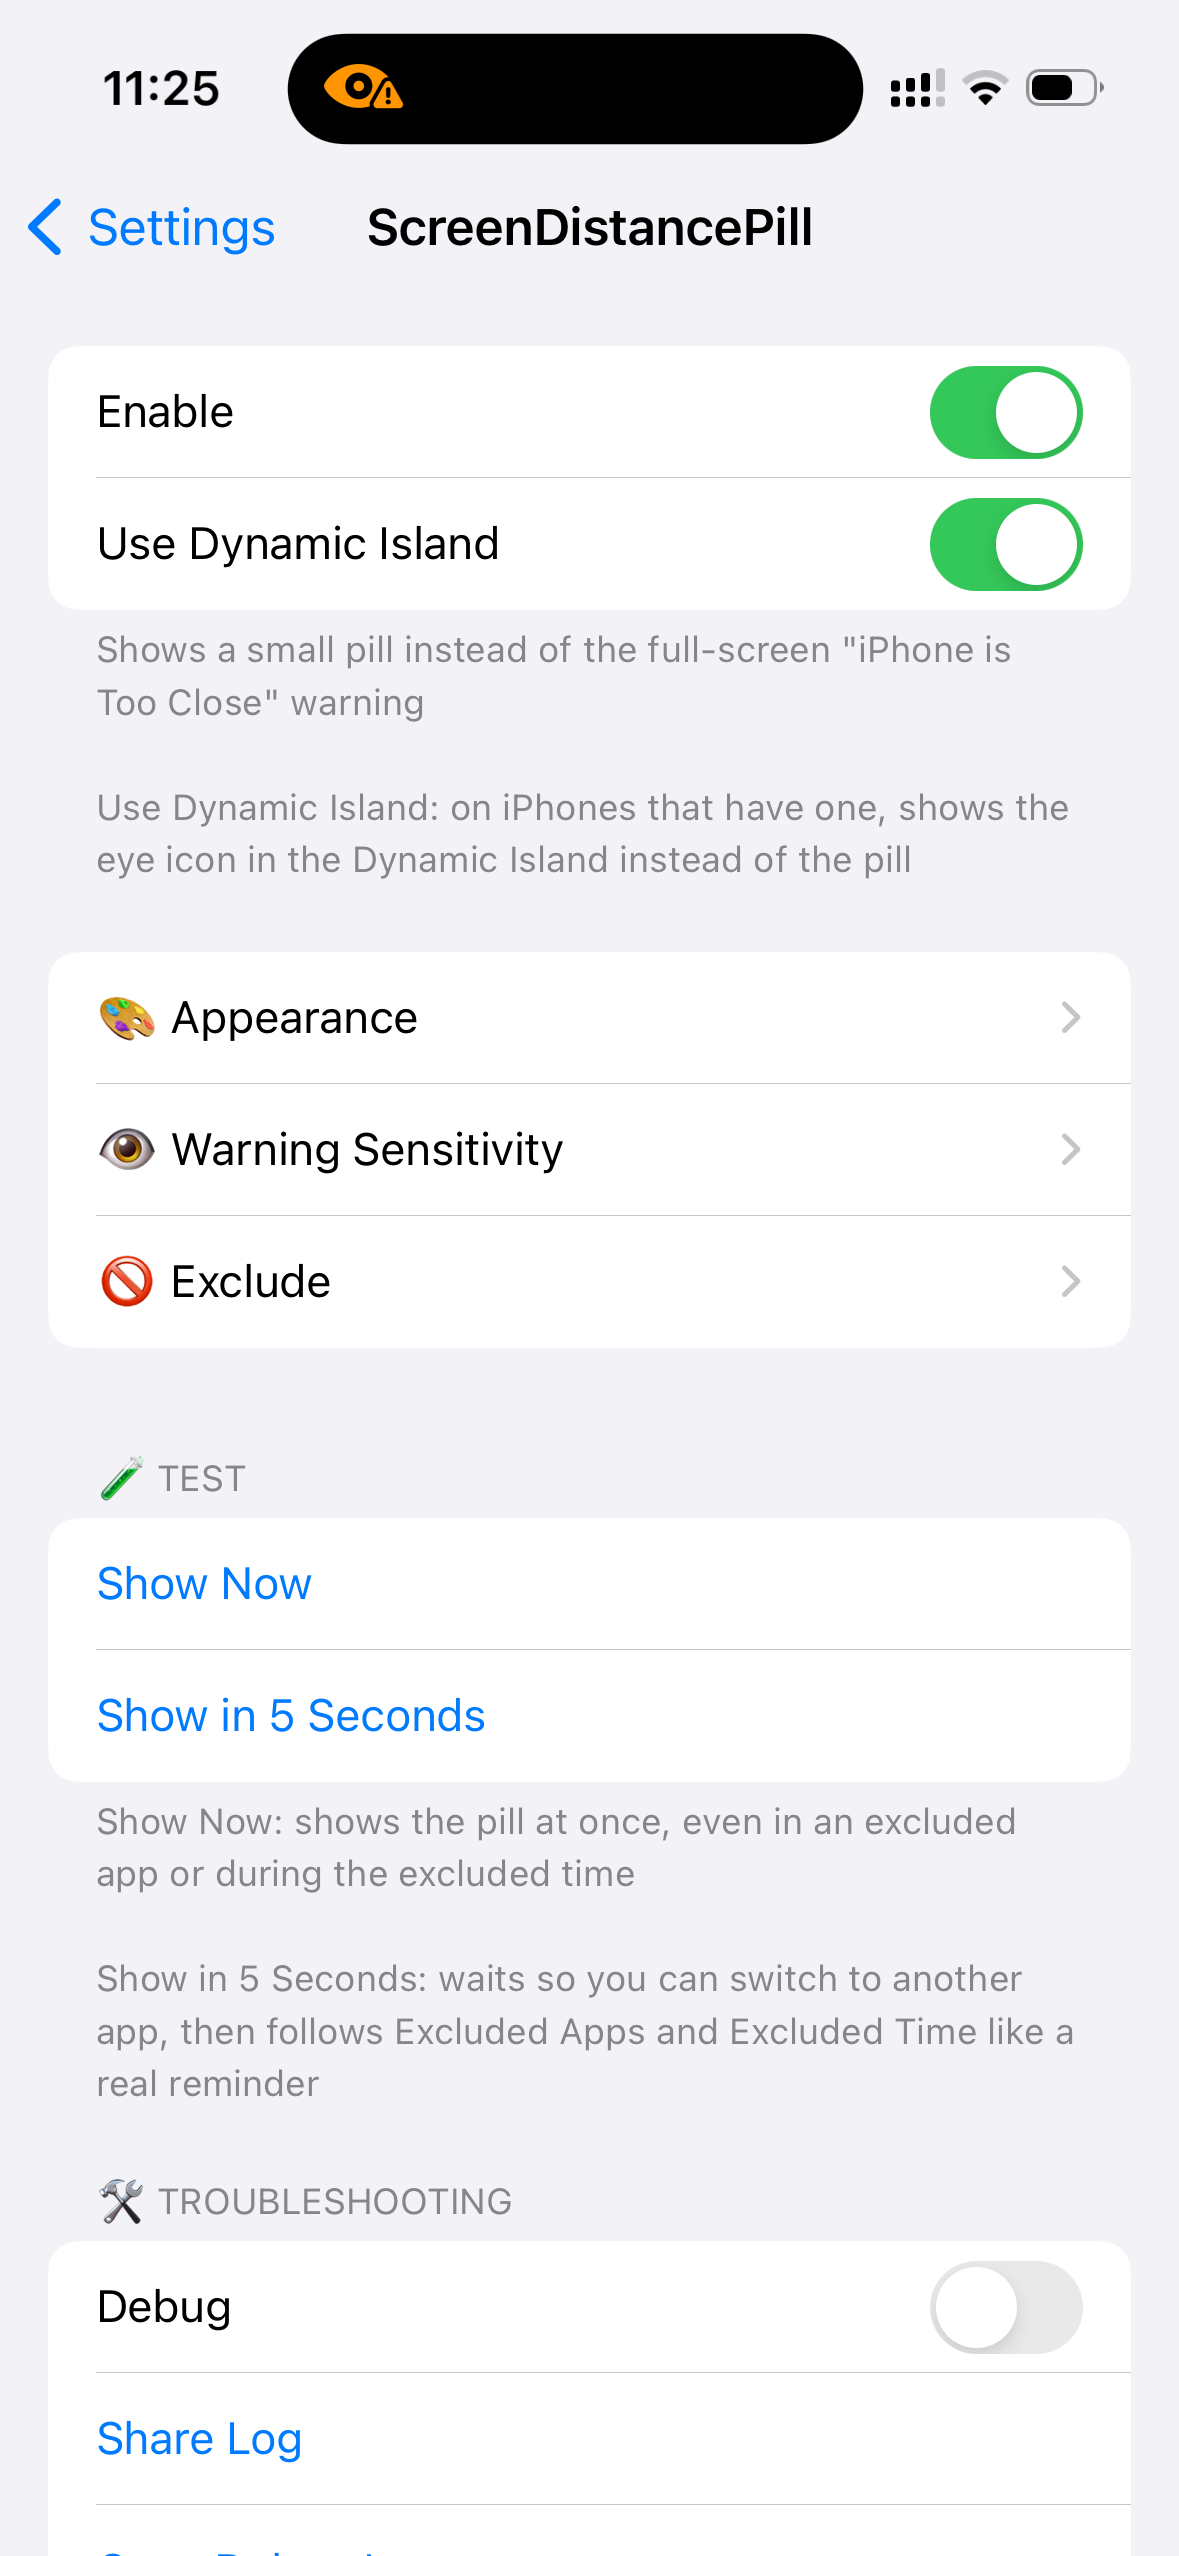 11:25
Settings
ScreenDistancePill
Enable
Use Dynamic Island
Shows a small pill instead of the full-screen "iPhone is
Too Close" warning
Use Dynamic Island: on iPhones that have one, shows the
eye icon in the Dynamic Island instead of the pill
Appearance
Warning Sensitivity
Exclude
TEST
Show Now
Show in 5 Seconds
Show Now: shows the pill at once, even in an excluded
app or during the excluded time
Show in 5 Seconds: waits so you can switch to another
app, then follows Excluded Apps and Excluded Time like a
real reminder
TROUBLESHOOTING
Debug
Share Log